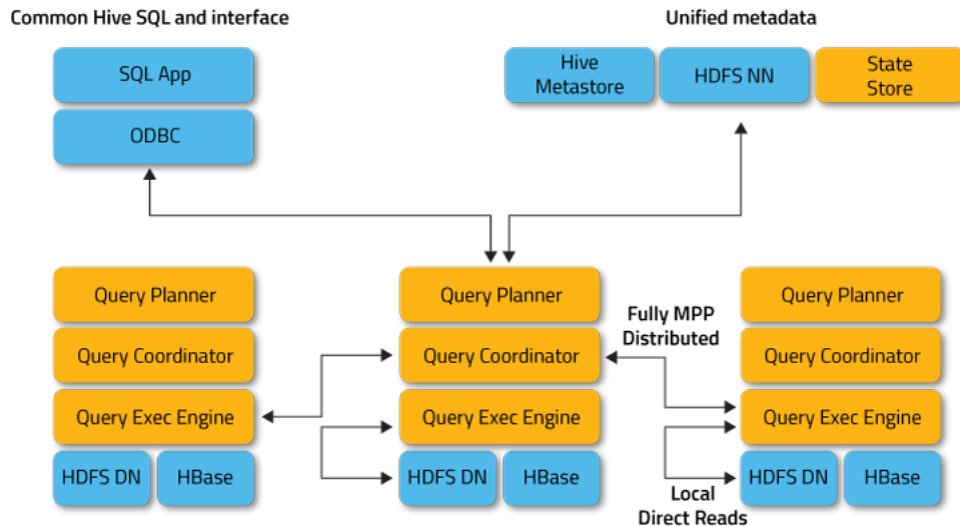 Common Hive SQL and interface
Unified metadata
SQL App
ODBC
Hive
Metastore
HDFS NN
State
Store
Query Planner
Query Coordinator
Query Exec Engine
HDFS DN
HBase
Query Planner
Query Coordinator
Query Exec Engine
HDFS DN
HBase
Fully MPP
Distributed
Local
Direct Reads
Query Planner
Query Coordinator
Query Exec Engine
HDFS DN
HBase